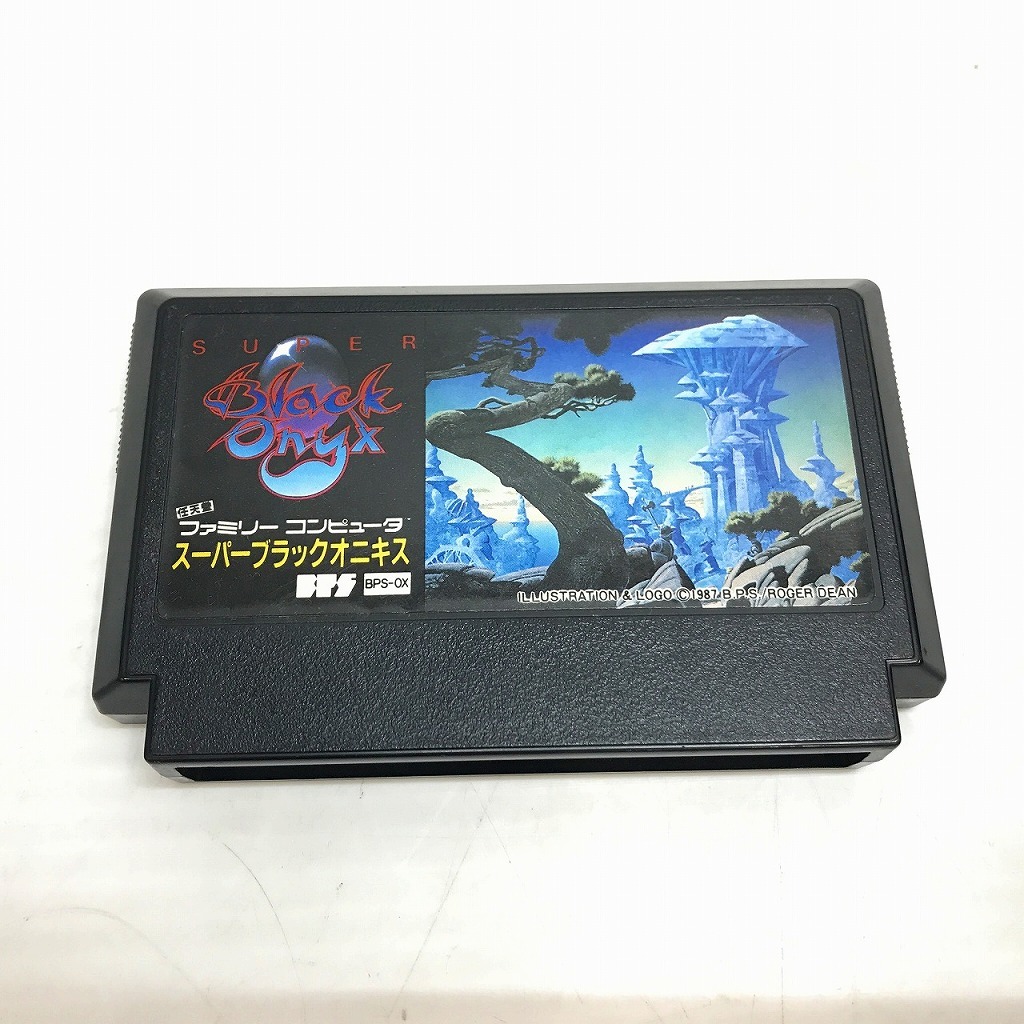 SUPER
Black
Onyx
任天堂
ファミリー コンピュータ
スーパーブラックオニキス
BPS BPS-OX
ILLUSTRATION & LOGO ©1987 B.P.S./ROGER DEAN